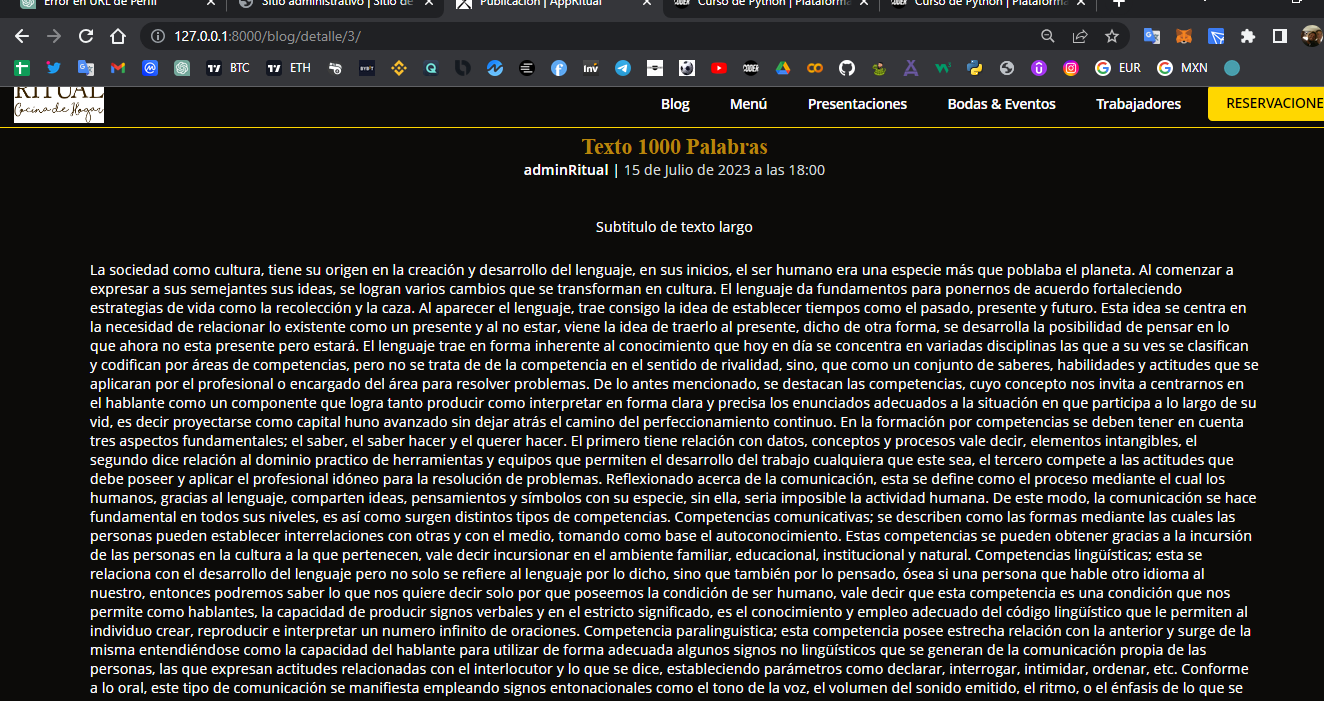 Error en URL de Perfil
Sitio administrativo | Sitio de
Publicación | AppRitual
Curso de Python | Plataforma
Curso de Python | Plataforma
127.0.0.1:8000/blog/detalle/3/
BTC
ETH
inv
CODER
EUR
MXN
RITUAL
Cocina de Hogar
Blog
Menú
Presentaciones
Bodas & Eventos
Trabajadores
RESERVACIONE
Texto 1000 Palabras
adminRitual | 15 de Julio de 2023 a las 18:00
Subtitulo de texto largo
La sociedad como cultura, tiene su origen en la creación y desarrollo del lenguaje, en sus inicios, el ser humano era una especie más que poblaba el planeta. Al comenzar a
expresar a sus semejantes sus ideas, se logran varios cambios que se transforman en cultura. El lenguaje da fundamentos para ponernos de acuerdo fortaleciendo
estrategias de vida como la recolección y la caza. Al aparecer el lenguaje, trae consigo la idea de establecer tiempos como el pasado, presente y futuro. Esta idea se centra en
la necesidad de relacionar lo existente como un presente y al no estar, viene la idea de traerlo al presente, dicho de otra forma, se desarrolla la posibilidad de pensar en lo
que ahora no esta presente pero estará. El lenguaje trae en forma inherente al conocimiento que hoy en día se concentra en variadas disciplinas las que a su ves se clasifican
y codifican por áreas de competencias, pero no se trata de de la competencia en el sentido de rivalidad, sino, que como un conjunto de saberes, habilidades y actitudes que se
aplicaran por el profesional o encargado del área para resolver problemas. De lo antes mencionado, se destacan las competencias, cuyo concepto nos invita a centrarnos en
el hablante como un componente que logra tanto producir como interpretar en forma clara y precisa los enunciados adecuados a la situación en que participa a lo largo de su
vid, es decir proyectarse como capital huno avanzado sin dejar atrás el camino del perfeccionamiento continuo. En la formación por competencias se deben tener en cuenta
tres aspectos fundamentales; el saber, el saber hacer y el querer hacer. El primero tiene relación con datos, conceptos y procesos vale decir, elementos intangibles, el
segundo dice relación al dominio practico de herramientas y equipos que permiten el desarrollo del trabajo cualquiera que este sea, el tercero compete a las actitudes que
debe poseer y aplicar el profesional idóneo para la resolución de problemas. Reflexionado acerca de la comunicación, esta se define como el proceso mediante el cual los
humanos, gracias al lenguaje, comparten ideas, pensamientos y símbolos con su especie, sin ella, seria imposible la actividad humana. De este modo, la comunicación se hace
fundamental en todos sus niveles, es así como surgen distintos tipos de competencias. Competencias comunicativas; se describen como las formas mediante las cuales las
personas pueden establecer interrelaciones con otras y con el medio, tomando como base el autoconocimiento. Estas competencias se pueden obtener gracias a la incursión
de las personas en la cultura a la que pertenecen, vale decir incursionar en el ambiente familiar, educacional, institucional y natural. Competencias lingüísticas; esta se
relaciona con el desarrollo del lenguaje pero no solo se refiere al lenguaje por lo dicho, sino que también por lo pensado, ósea si una persona que hable otro idioma al
nuestro, entonces podremos saber lo que nos quiere decir solo por que poseemos la condición de ser humano, vale decir que esta competencia es una condición que nos
permite como hablantes, la capacidad de producir signos verbales y en el estricto significado, es el conocimiento y empleo adecuado del código lingüístico que le permiten al
individuo crear, reproducir e interpretar un numero infinito de oraciones. Competencia paralinguistica; esta competencia posee estrecha relación con la anterior y surge de la
misma entendiéndose como la capacidad del hablante para utilizar de forma adecuada algunos signos no lingüísticos que se generan de la comunicación propia de las
personas, las que expresan actitudes relacionadas con el interlocutor y lo que se dice, estableciendo parámetros como declarar, interrogar, intimidar, ordenar, etc. Conforme
a lo oral, este tipo de comunicación se manifiesta empleando signos entonacionales como el tono de la voz, el volumen del sonido emitido, el ritmo, o el énfasis de lo que se